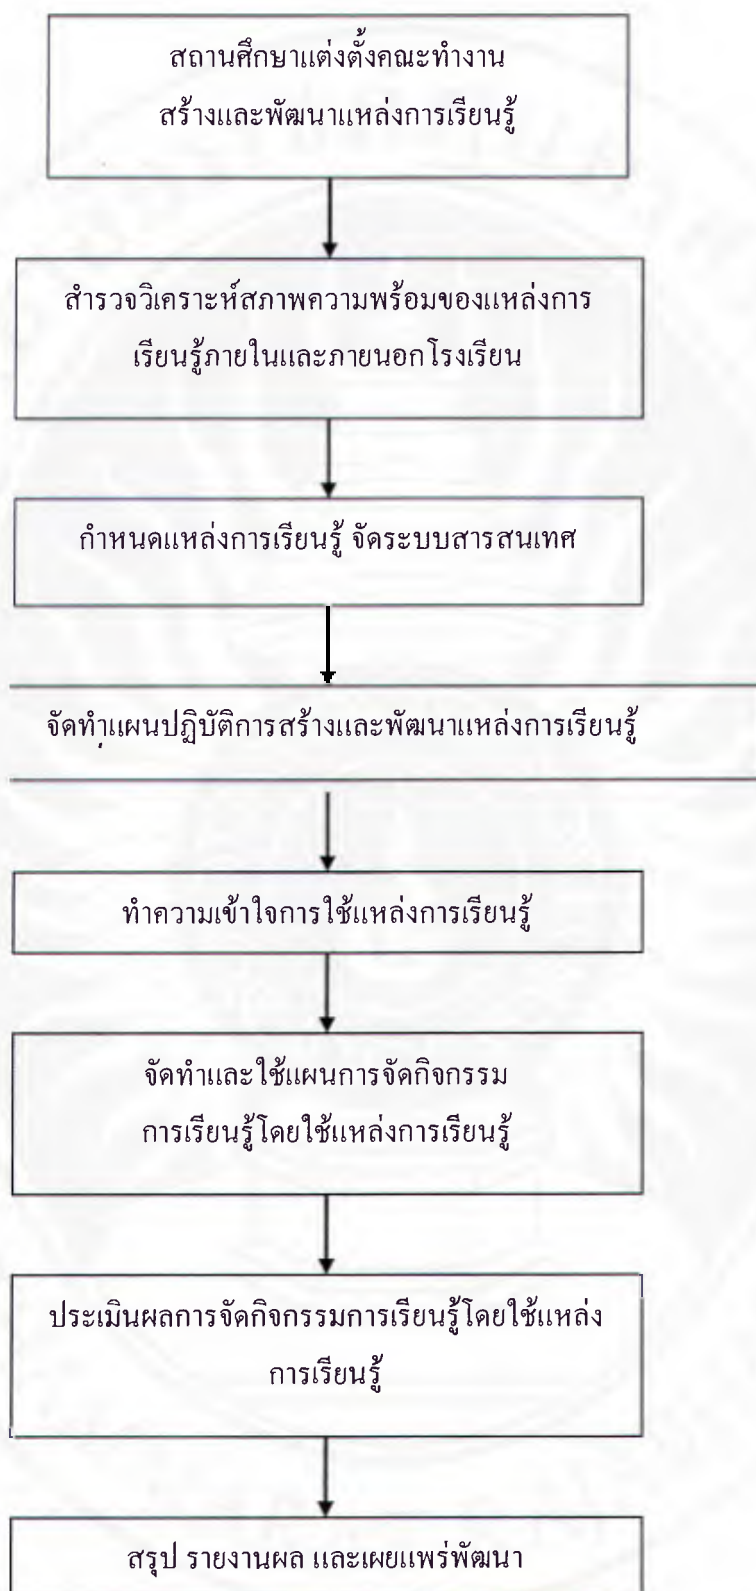 สถานศึกษาแต่งตั้งคณะทำงาน
สร้างและพัฒนาแหล่งการเรียนรู้
สำรวจวิเคราะห์สภาพความพร้อมของแหล่งการ
เรียนรู้ภายในและภายนอกโรงเรียน
กำหนดแหล่งการเรียนรู้ จัดระบบสารสนเทศ
จัดทำแผนปฏิบัติการสร้างและพัฒนาแหล่งการเรียนรู้
ทำความเข้าใจการใช้แหล่งการเรียนรู้
จัดทำและใช้แผนการจัดกิจกรรม
การเรียนรู้โดยใช้แหล่งการเรียนรู้
ประเมินผลการจัดกิจกรรมการเรียนรู้โดยใช้แหล่ง
การเรียนรู้
สรุป รายงานผล และเผยแพร่พัฒนา